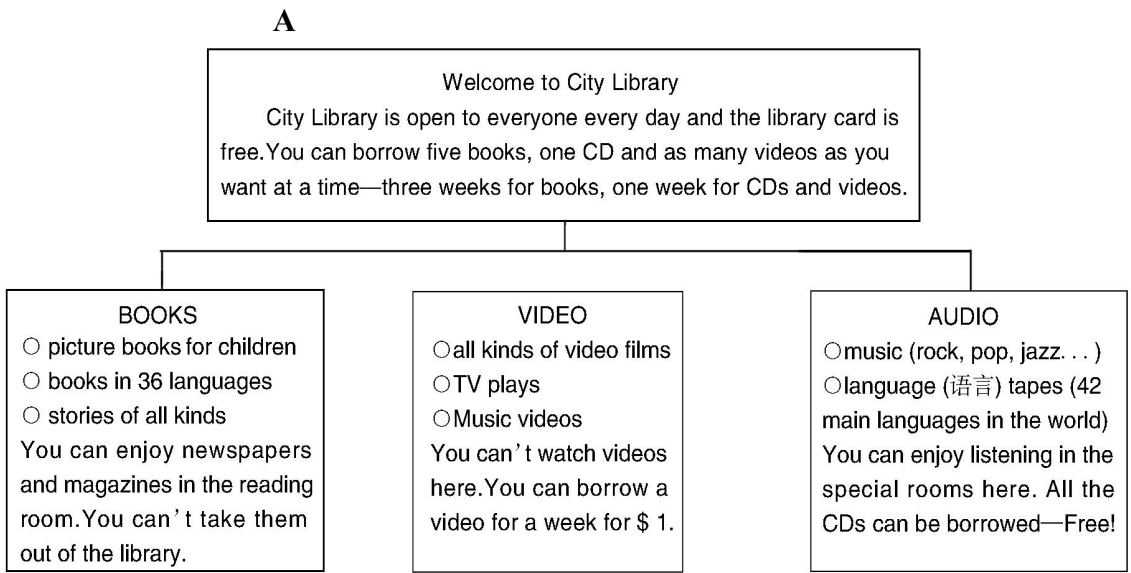 A
Welcome to City Library
City Library is open to everyone every day and the library card is
free.You can borrow five books, one CD and as many videos as you
want at a time—three weeks for books, one week for CDs and videos.
BOOKS
○ picture books for children
○ books in 36 languages
○ stories of all kinds
You can enjoy newspapers
and magazines in the reading
room.You can't take them
out of the library.
VIDEO
○all kinds of video films
○TV plays
○Music videos
You can't watch videos
here.You can borrow a
video for a week for $ 1.
AUDIO
○music (rock, pop, jazz. . . )
○language (语言) tapes (42
main languages in the world)
You can enjoy listening in the
special rooms here. All the
CDs can be borrowed—Free!